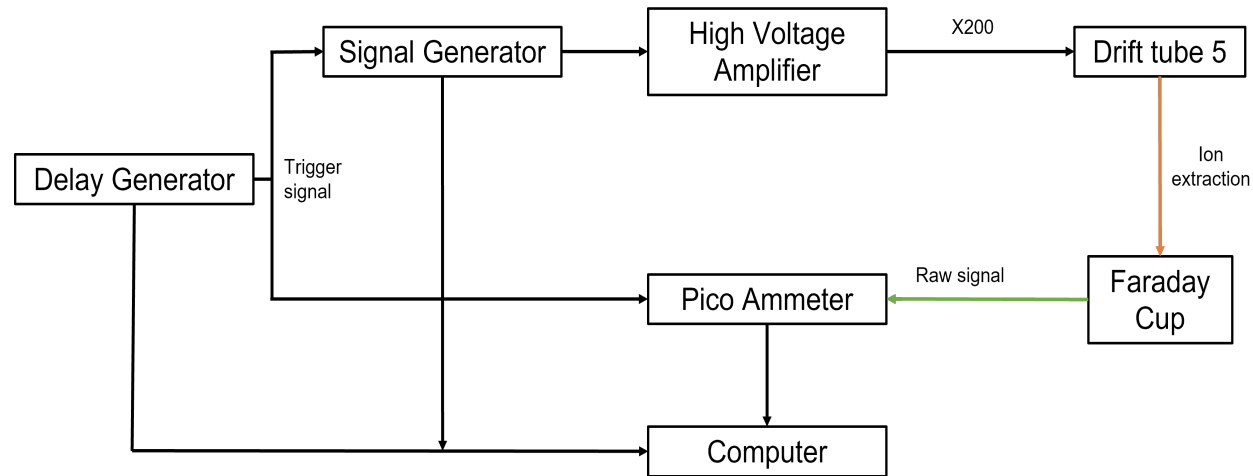 Signal Generator
High Voltage
Amplifier
X200
Drift tube 5
Delay Generator
Trigger
signal
Ion
extraction
Pico Ammeter
Raw signal
Faraday
Cup
Computer